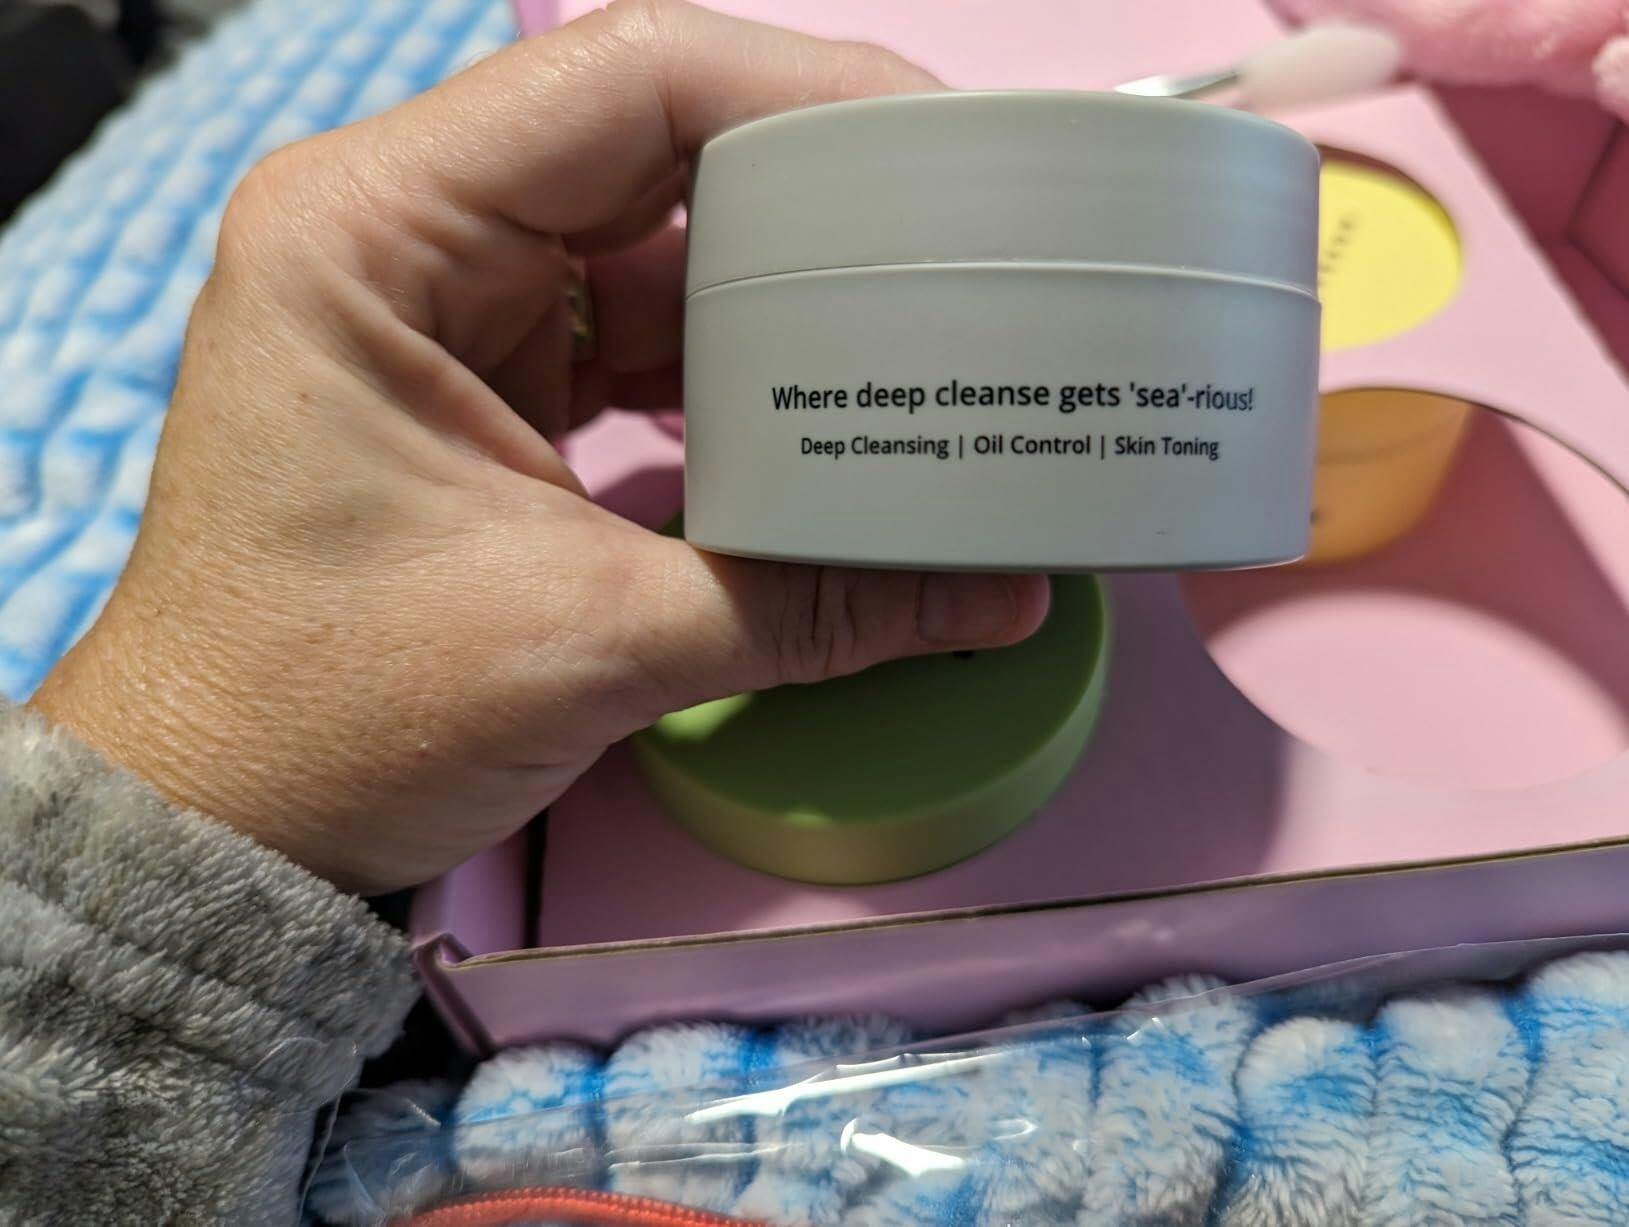 Where deep cleanse gets 'sea'-rious!
Deep Cleansing | Oil Control | Skin Toning